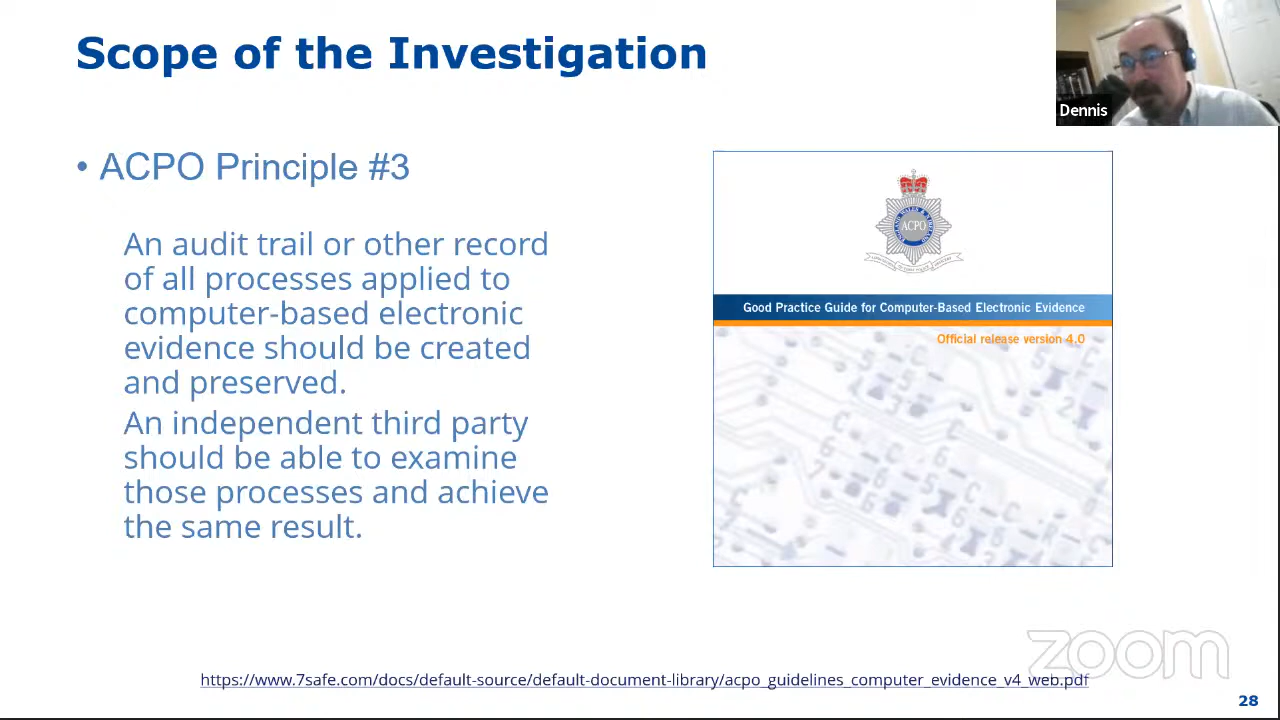 Scope of the Investigation
Dennis
• ACPO Principle #3
An audit trail or other record
of all processes applied to
computer-based electronic
evidence should be created
and preserved.
An independent third party
should be able to examine
those processes and achieve
the same result.
ACPO
Good Practice Guide for Computer-Based Electronic Evidence
Official release version 4.0
zoom
https://www.7safe.com/docs/default-source/default-document-library/acpo_guidelines_computer_evidence_v4_web.pdf
28